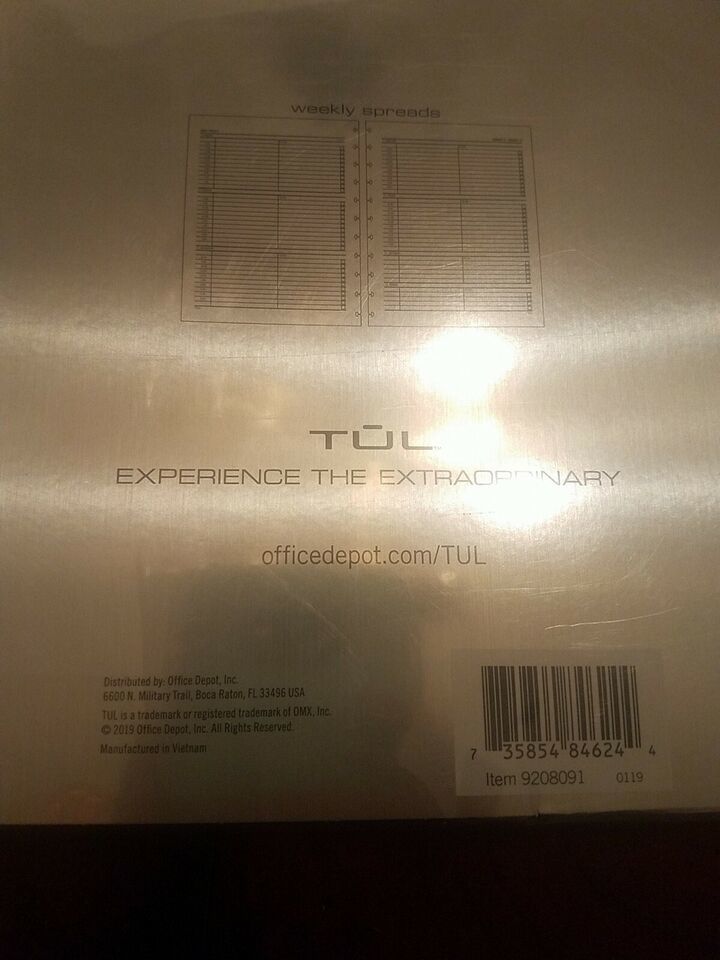 weekly spreads
TŪL
EXPERIENCE THE EXTRAORDINARY
officedepot.com/TUL
Distributed by: Office Depot, Inc.
6600 N. Military Trail, Boca Raton, FL 33496 USA
TUL is a trademark or registered trademark of OMX, Inc.
© 2019 Office Depot, Inc. All Rights Reserved.
Manufactured in Vietnam
7 35854 84624 4
Item 9208091 0119